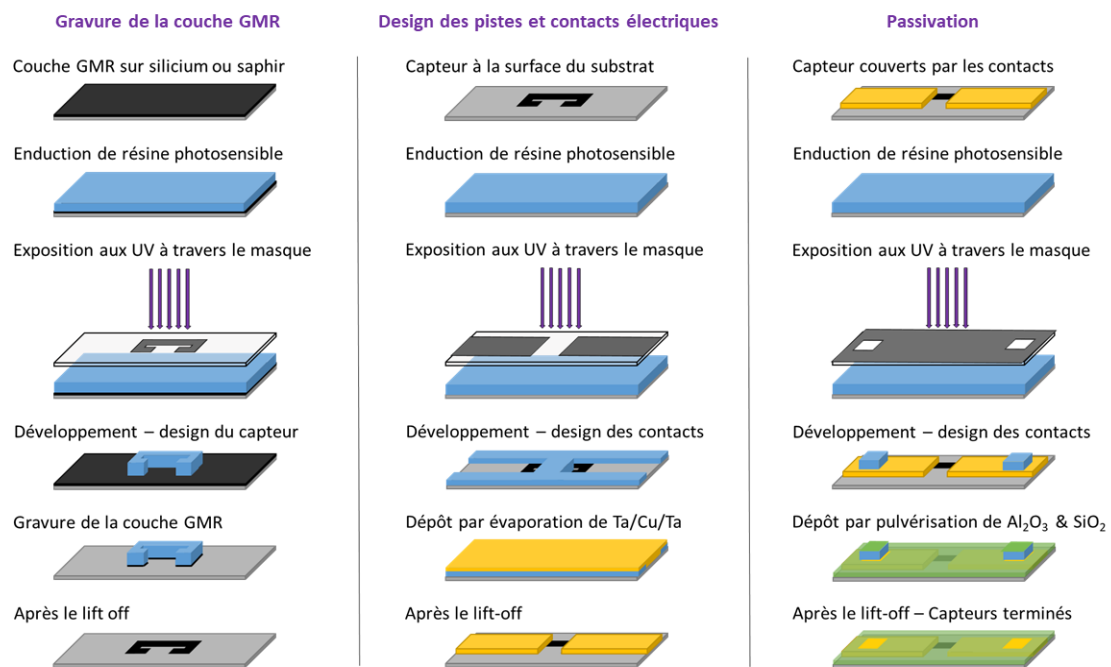 Gravure de la couche GMR
Couche GMR sur silicium ou saphir
Enduction de résine photosensible
Exposition aux UV à travers le masque
Développement – design du capteur
Gravure de la couche GMR
Après le lift off
Design des pistes et contacts électriques
Capteur à la surface du substrat
Enduction de résine photosensible
Exposition aux UV à travers le masque
Développement – design des contacts
Dépôt par évaporation de Ta/Cu/Ta
Après le lift-off
Passivation
Capteur couverts par les contacts
Enduction de résine photosensible
Exposition aux UV à travers le masque
Développement – design des contacts
Dépôt par pulvérisation de Al₂O₃ & SiO₂
Après le lift-off – Capteurs terminés